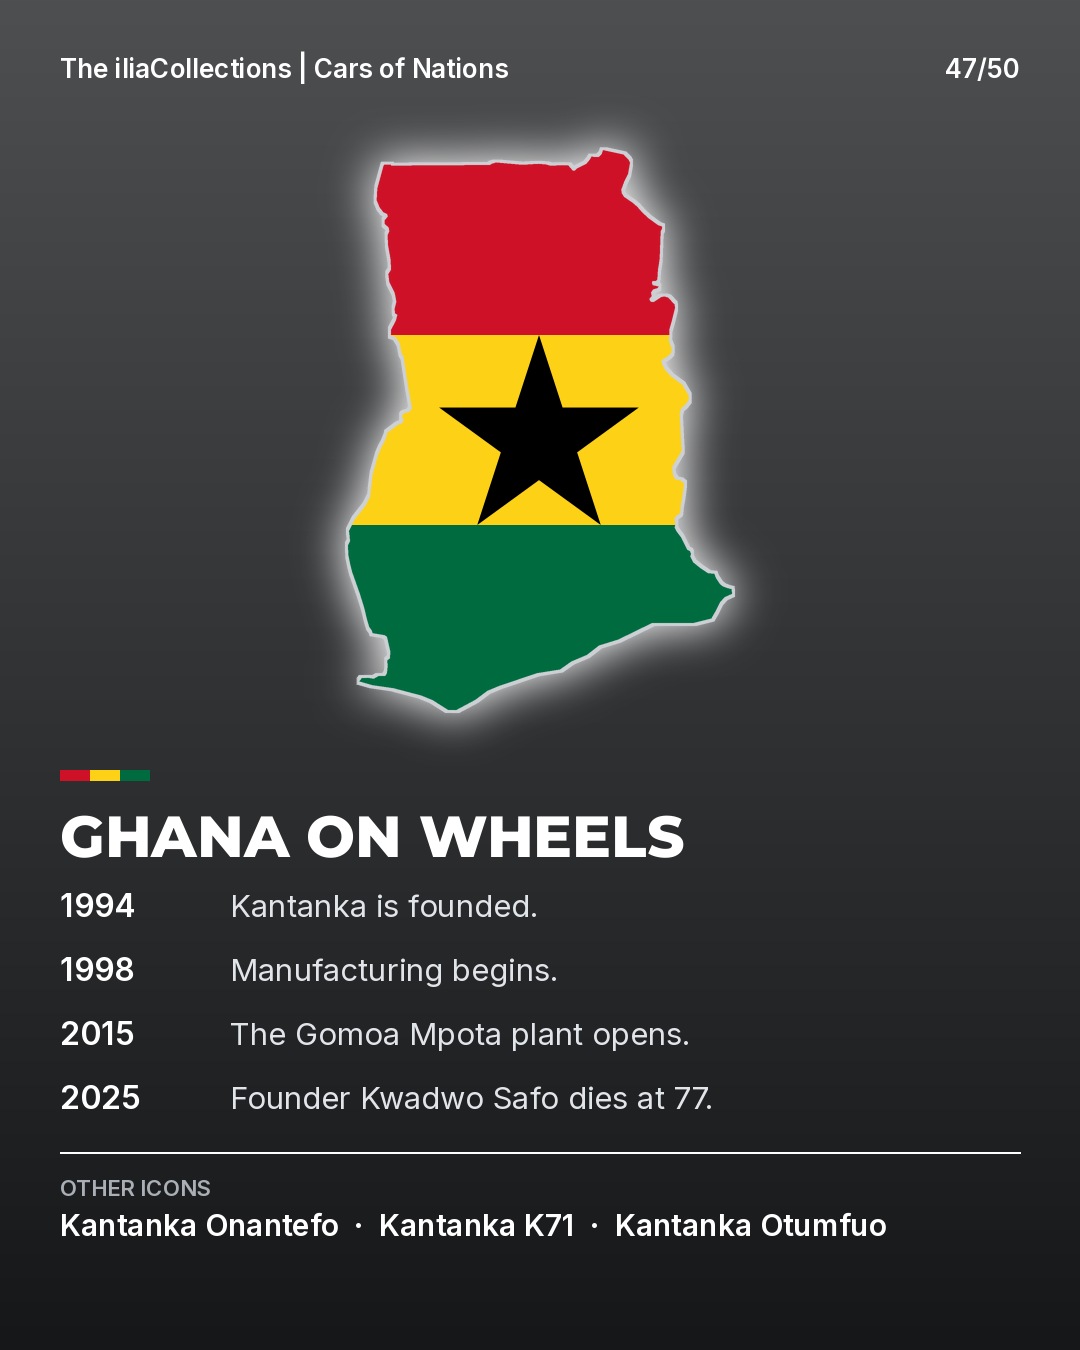 The iliaCollections | Cars of Nations 47/50
GHANA ON WHEELS
1994 Kantanka is founded.
1998 Manufacturing begins.
2015 The Gomoa Mpota plant opens.
2025 Founder Kwadwo Safo dies at 77.
OTHER ICONS
Kantanka Onantefo · Kantanka K71 · Kantanka Otumfuo